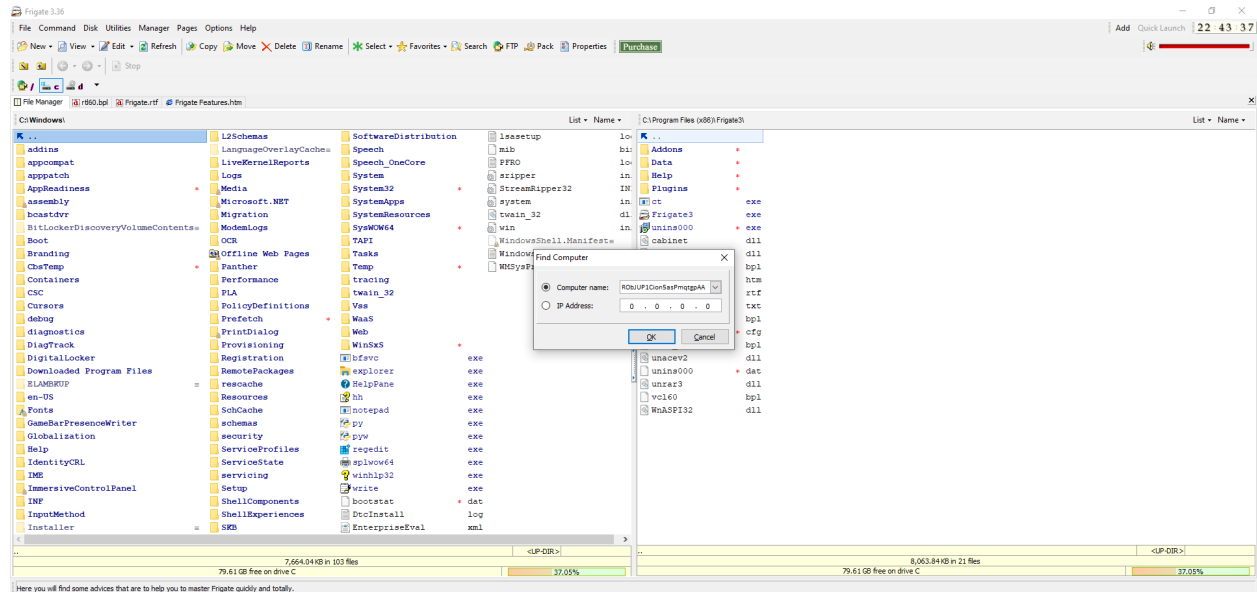 Frigate 3.36
File Command Disk Utilities Manager Pages Options Help
Add Quick Launch 22:43:37
New View Edit Refresh Copy Move Delete Rename Select Favorites Search FTP Pack Properties Purchase
Stop
/ c d
File Manager rtl60.bpl Frigate.rtf Frigate Features.htm
C:\Windows\ List Name
C:\Program Files (x86)\Frigate3\ List Name
..
addins
appcompat
apppatch
AppReadiness
assembly
bcastdvr
BitLockerDiscoveryVolumeContents
Boot
Branding
CbsTemp
Containers
CSC
Cursors
debug
diagnostics
DiagTrack
DigitalLocker
Downloaded Program Files
ELAMBKUP
en-US
Fonts
GameBarPresenceWriter
Globalization
Help
IdentityCRL
IME
ImmersiveControlPanel
INF
InputMethod
Installer
L2Schemas
LanguageOverlayCache
LiveKernelReports
Logs
Media
Microsoft.NET
Migration
ModemLogs
OCR
Offline Web Pages
Panther
Performance
PLA
PolicyDefinitions
Prefetch
PrintDialog
Provisioning
Registration
RemotePackages
rescache
Resources
SchCache
schemas
security
ServiceProfiles
ServiceState
servicing
Setup
ShellComponents
ShellExperiences
SKB
SoftwareDistribution
Speech
Speech_OneCore
System
System32
SystemApps
SystemResources
SysWOW64
TAPI
Tasks
Temp
tracing
twain_32
Vss
WaaS
Web
WinSxS
bfsvc exe
explorer exe
HelpPane exe
hh exe
notepad exe
py exe
pyw exe
regedit exe
splwow64 exe
winhlp32 exe
write exe
bootstat dat
DtcInstall log
EnterpriseEval xml
lsasetup lo
mib bi
PFRO lo
sripper in
StreamRipper32 IN
system in
twain_32 dl
win in
WindowsShell.Manifest
Windows
WMSysPr
Find Computer
Computer name:
IP Address: 0 . 0 . 0 . 0
OK Cancel
..
Addons
Data
Help
Plugins
ct exe
Frigate3 exe
unins000 exe
cabinet dll
dll
bpl
htm
rtf
txt
bpl
cfg
bpl
unacev2 dll
unins000 dat
unrar3 dll
vcl60 bpl
WnASPI32 dll
.. <UP-DIR>
7,664.04 KB in 103 files
79.61 GB free on drive C 37.05%
.. <UP-DIR>
8,063.84 KB in 21 files
79.61 GB free on drive C 37.05%
Here you will find some advices that are to help you to master Frigate quickly and totally.